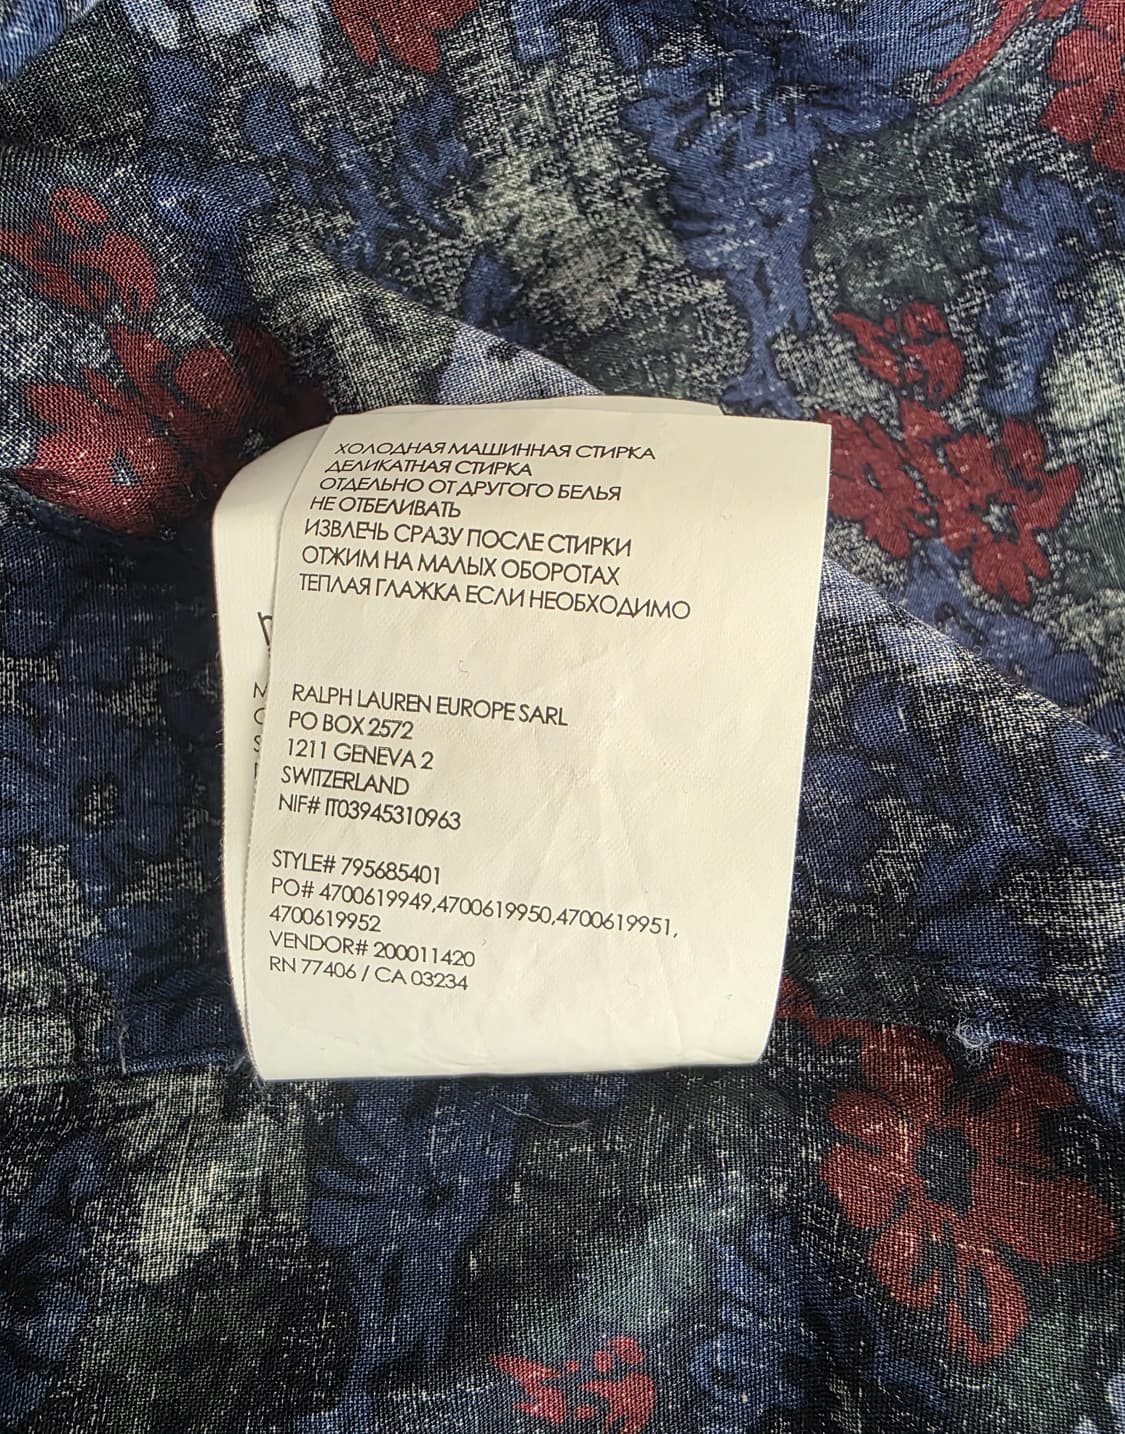 ХОЛОДНАЯ МАШИННАЯ СТИРКА
ДЕЛИКАТНАЯ СТИРКА
ОТДЕЛЬНО ОТ ДРУГОГО БЕЛЬЯ
НЕ ОТБЕЛИВАТЬ
ИЗВЛЕЧЬ СРАЗУ ПОСЛЕ СТИРКИ
ОТЖИМ НА МАЛЫХ ОБОРОТАХ
ТЕПЛАЯ ГЛАЖКА ЕСЛИ НЕОБХОДИМО
RALPH LAUREN EUROPE SARL
PO BOX 2572
1211 GENEVA 2
SWITZERLAND
NIF# IT03945310963
STYLE# 795685401
PO# 4700619949,4700619950,4700619951,
4700619952
VENDOR# 200011420
RN 77406 / CA 03234